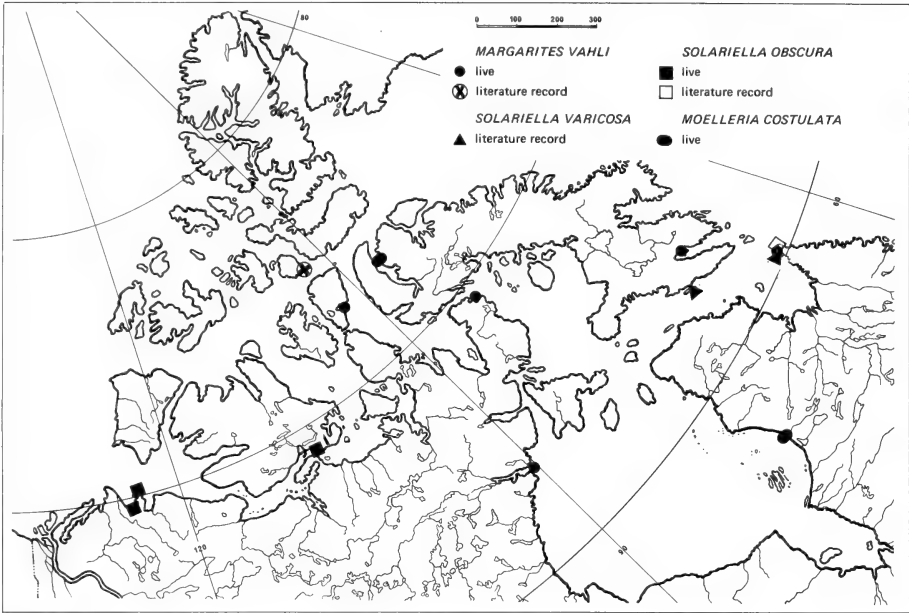 80
0 100 200 300
MARGARITES VAHLI
live
literature record
SOLARIELLA VARICOSA
literature record
SOLARIELLA OBSCURA
live
literature record
MOELLERIA COSTULATA
live
60
120
90